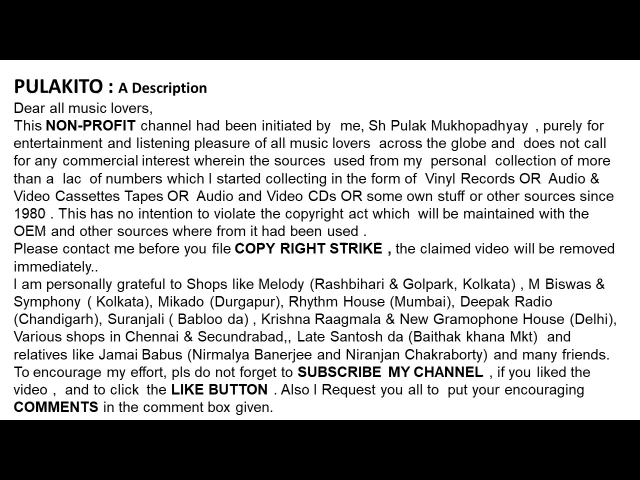 PULAKITO : A Description
Dear all music lovers,
This NON-PROFIT channel had been initiated by me, Sh Pulak Mukhopadhyay , purely for
entertainment and listening pleasure of all music lovers across the globe and does not call
for any commercial interest wherein the sources used from my personal collection of more
than a lac of numbers which I started collecting in the form of Vinyl Records OR Audio &
Video Cassettes Tapes OR Audio and Video CDs OR some own stuff or other sources since
1980 . This has no intention to violate the copyright act which will be maintained with the
OEM and other sources where from it had been used .
Please contact me before you file COPY RIGHT STRIKE , the claimed video will be removed
immediately..
I am personally grateful to Shops like Melody (Rashbihari & Golpark, Kolkata) , M Biswas &
Symphony ( Kolkata), Mikado (Durgapur), Rhythm House (Mumbai), Deepak Radio
(Chandigarh), Suranjali ( Babloo da) , Krishna Raagmala & New Gramophone House (Delhi),
Various shops in Chennai & Secundrabad,, Late Santosh da (Baithak khana Mkt) and
relatives like Jamai Babus (Nirmalya Banerjee and Niranjan Chakraborty) and many friends.
To encourage my effort, pls do not forget to SUBSCRIBE MY CHANNEL , if you liked the
video , and to click the LIKE BUTTON . Also I Request you all to put your encouraging
COMMENTS in the comment box given.